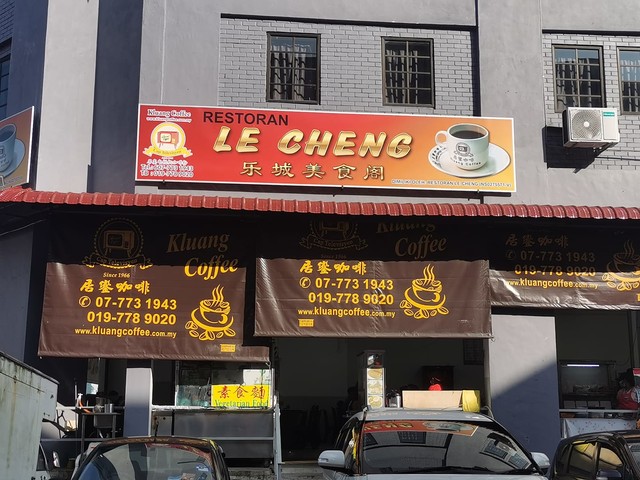 Kluang Coffee
RESTORAN
LE CHENG
乐城美食阁
07-773 1943
Kluang
Coffee
Since 1966
居銮咖啡
07-773 1943
019-778 9020
www.kluangcoffee.com.my
Kluang
Coffee
居銮咖啡
07-773 1943
019-778 9020
www.kluangcoffee.com.my
居銮咖啡
07-773 1943
019-778 9020
www.kluangcoffee.com.my
素食麵
Vegetarian